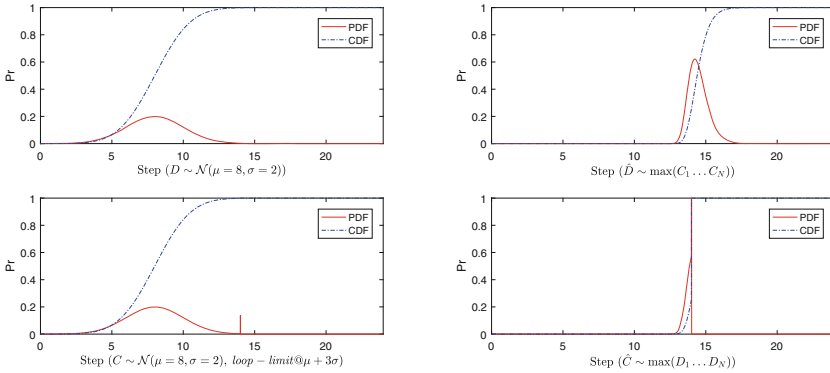 1
0.8
0.6
0.4
0.2
0
Pr
PDF
CDF
0 5 10 15 20
Step (D ∼ 𝒩(μ = 8, σ = 2))
1
0.8
0.6
0.4
0.2
0
Pr
PDF
CDF
0 5 10 15 20
Step (D̂ ∼ max(C₁ … C_N))
1
0.8
0.6
0.4
0.2
0
Pr
PDF
CDF
0 5 10 15 20
Step (C ∼ 𝒩(μ = 8, σ = 2), loop − limit@μ + 3σ)
1
0.8
0.6
0.4
0.2
0
Pr
PDF
CDF
0 5 10 15 20
Step (Ĉ ∼ max(D₁ … D_N))